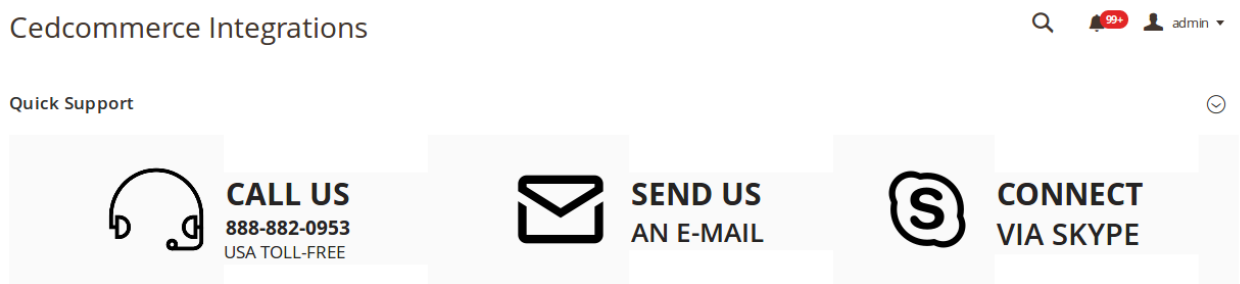 Cedcommerce Integrations
99+
admin
Quick Support
CALL US
888-882-0953
USA TOLL-FREE
SEND US
AN E-MAIL
S
CONNECT
VIA SKYPE